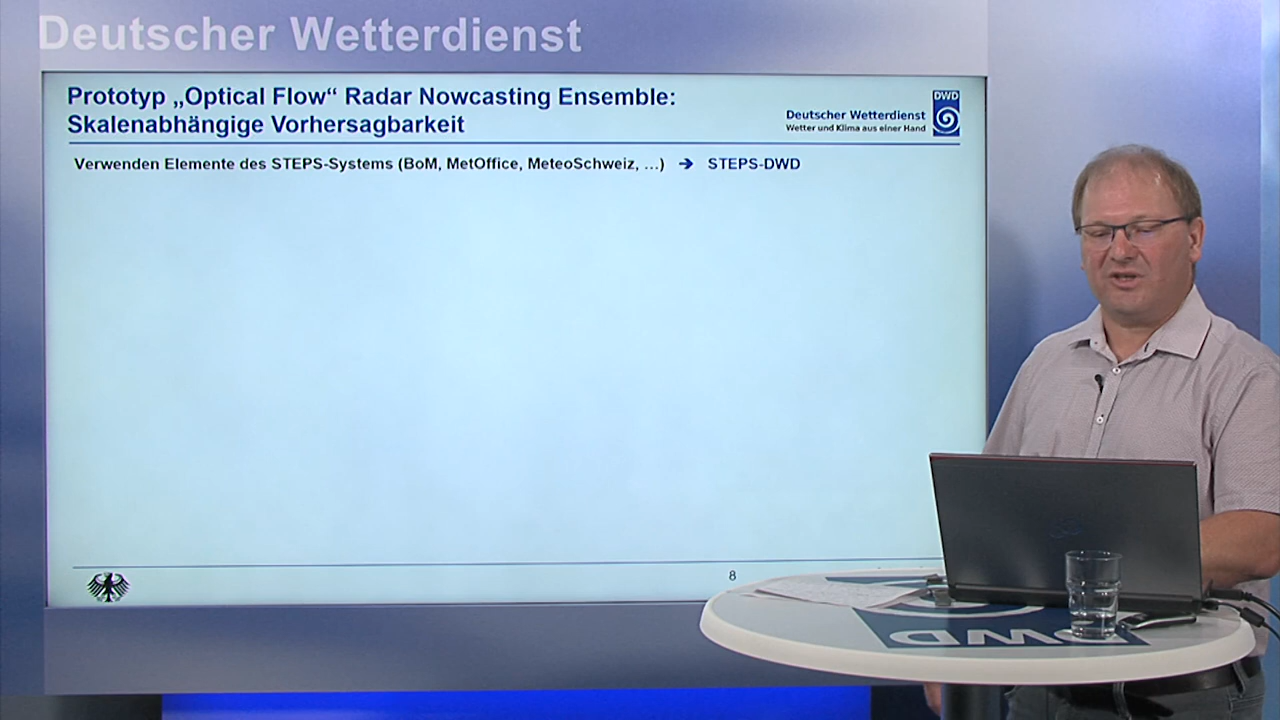 Deutscher Wetterdienst
Prototyp „Optical Flow“ Radar Nowcasting Ensemble:
Skalenabhängige Vorhersagbarkeit
DWD
Deutscher Wetterdienst
Wetter und Klima aus einer Hand
Verwenden Elemente des STEPS-Systems (BoM, MetOffice, MeteoSchweiz, …) → STEPS-DWD
8
DWD